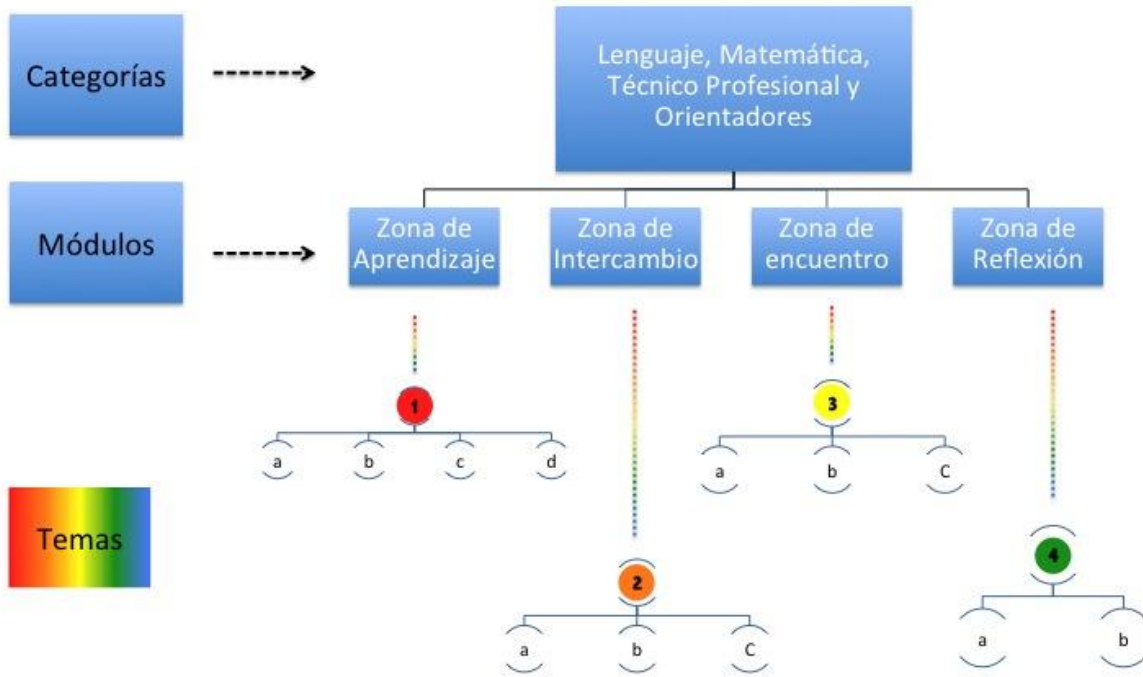 Categorías
Lenguaje, Matemática,
Técnico Profesional y
Orientadores
Módulos
Zona de
Aprendizaje
Zona de
Intercambio
Zona de
encuentro
Zona de
Reflexión
Temas
1
a b c d
2
a b C
3
a b C
4
a b